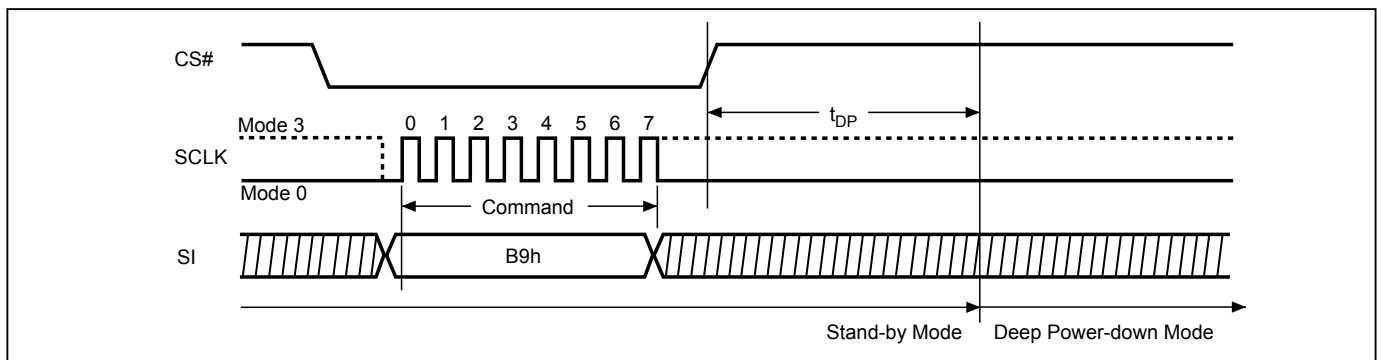 CS#
Mode 3
0 1 2 3 4 5 6 7
tDP
SCLK
Mode 0
Command
SI
B9h
Stand-by Mode
Deep Power-down Mode